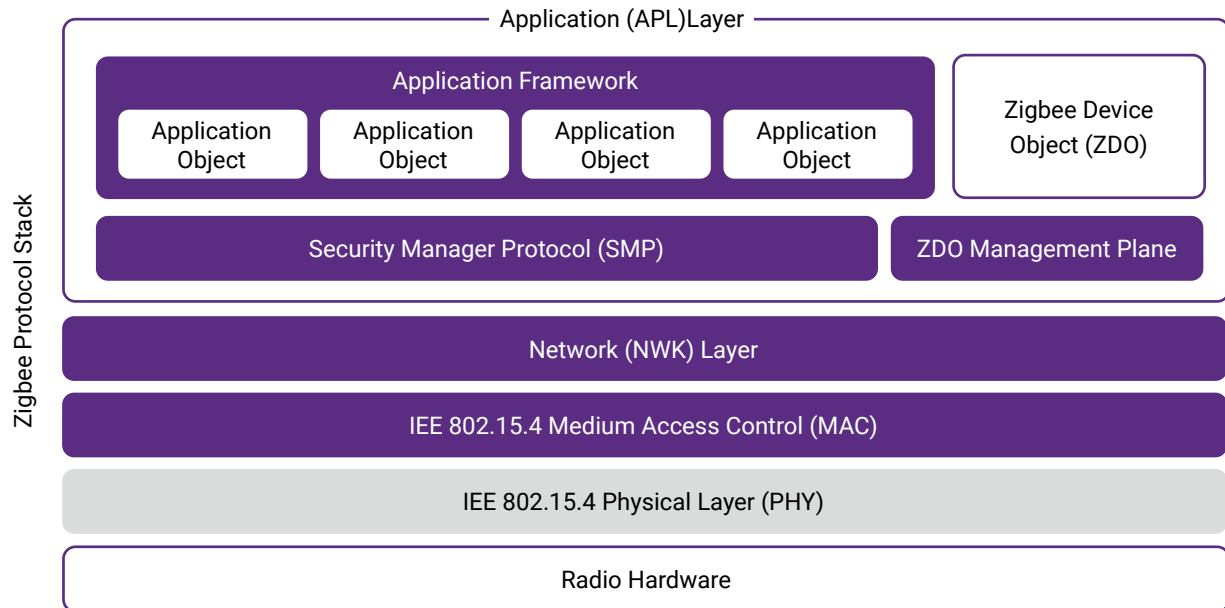 Application (APL)Layer
Application Framework
Application
Object
Application
Object
Application
Object
Application
Object
Zigbee Device
Object (ZDO)
Security Manager Protocol (SMP)
ZDO Management Plane
Zigbee Protocol Stack
Network (NWK) Layer
IEE 802.15.4 Medium Access Control (MAC)
IEE 802.15.4 Physical Layer (PHY)
Radio Hardware